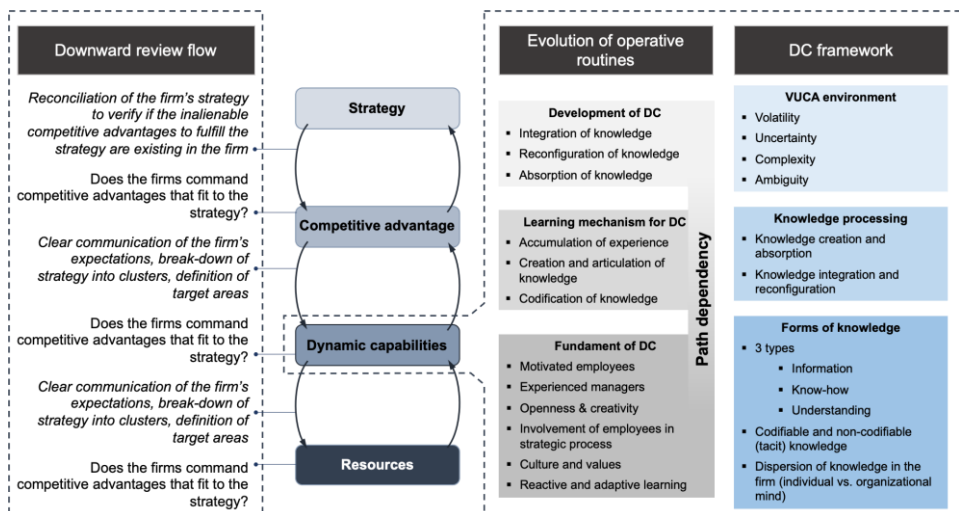 Downward review flow
Reconciliation of the firm's strategy
to verify if the inalienable
competitive advantages to fulfill the
strategy are existing in the firm
Does the firms command
competitive advantages that fit to the
strategy?
Clear communication of the firm's
expectations, break-down of
strategy into clusters, definition of
target areas
Does the firms command
competitive advantages that fit to the
strategy?
Clear communication of the firm's
expectations, break-down of
strategy into clusters, definition of
target areas
Does the firms command
competitive advantages that fit to the
strategy?
Strategy
Competitive advantage
Dynamic capabilities
Resources
Evolution of operative
routines
Development of DC
▪ Integration of knowledge
▪ Reconfiguration of knowledge
▪ Absorption of knowledge
Learning mechanism for DC
▪ Accumulation of experience
▪ Creation and articulation of
knowledge
▪ Codification of knowledge
Fundament of DC
▪ Motivated employees
▪ Experienced managers
▪ Openness & creativity
▪ Involvement of employees in
strategic process
▪ Culture and values
▪ Reactive and adaptive learning
Path dependency
DC framework
VUCA environment
▪ Volatility
▪ Uncertainty
▪ Complexity
▪ Ambiguity
Knowledge processing
▪ Knowledge creation and
absorption
▪ Knowledge integration and
reconfiguration
Forms of knowledge
▪ 3 types
▪ Information
▪ Know-how
▪ Understanding
▪ Codifiable and non-codifiable
(tacit) knowledge
▪ Dispersion of knowledge in the
firm (individual vs. organizational
mind)